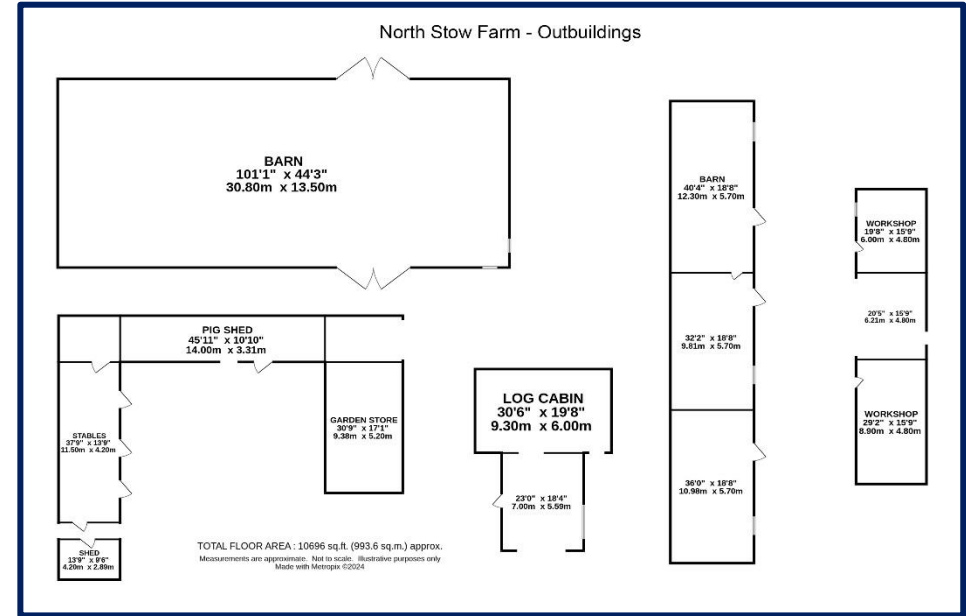 North Stow Farm - Outbuildings
BARN
101'1" x 44'3"
30.80m x 13.50m
BARN
40'4" x 18'8"
12.30m x 5.70m
WORKSHOP
19'8" x 15'9"
6.00m x 4.80m
20'5" x 15'9"
6.21m x 4.80m
PIG SHED
45'11" x 10'10"
14.00m x 3.31m
32'2" x 18'8"
9.81m x 5.70m
LOG CABIN
30'6" x 19'8"
9.30m x 6.00m
GARDEN STORE
30'9" x 17'1"
9.38m x 5.20m
WORKSHOP
29'2" x 15'9"
8.90m x 4.80m
STABLES
37'9" x 13'9"
11.50m x 4.20m
36'0" x 18'8"
10.98m x 5.70m
23'0" x 18'4"
7.00m x 5.59m
SHED
13'9" x 9'6"
4.20m x 2.89m
TOTAL FLOOR AREA : 10696 sq.ft. (993.6 sq.m.) approx.
Measurements are approximate. Not to scale. Illustrative purposes only
Made with Metropix ©2024